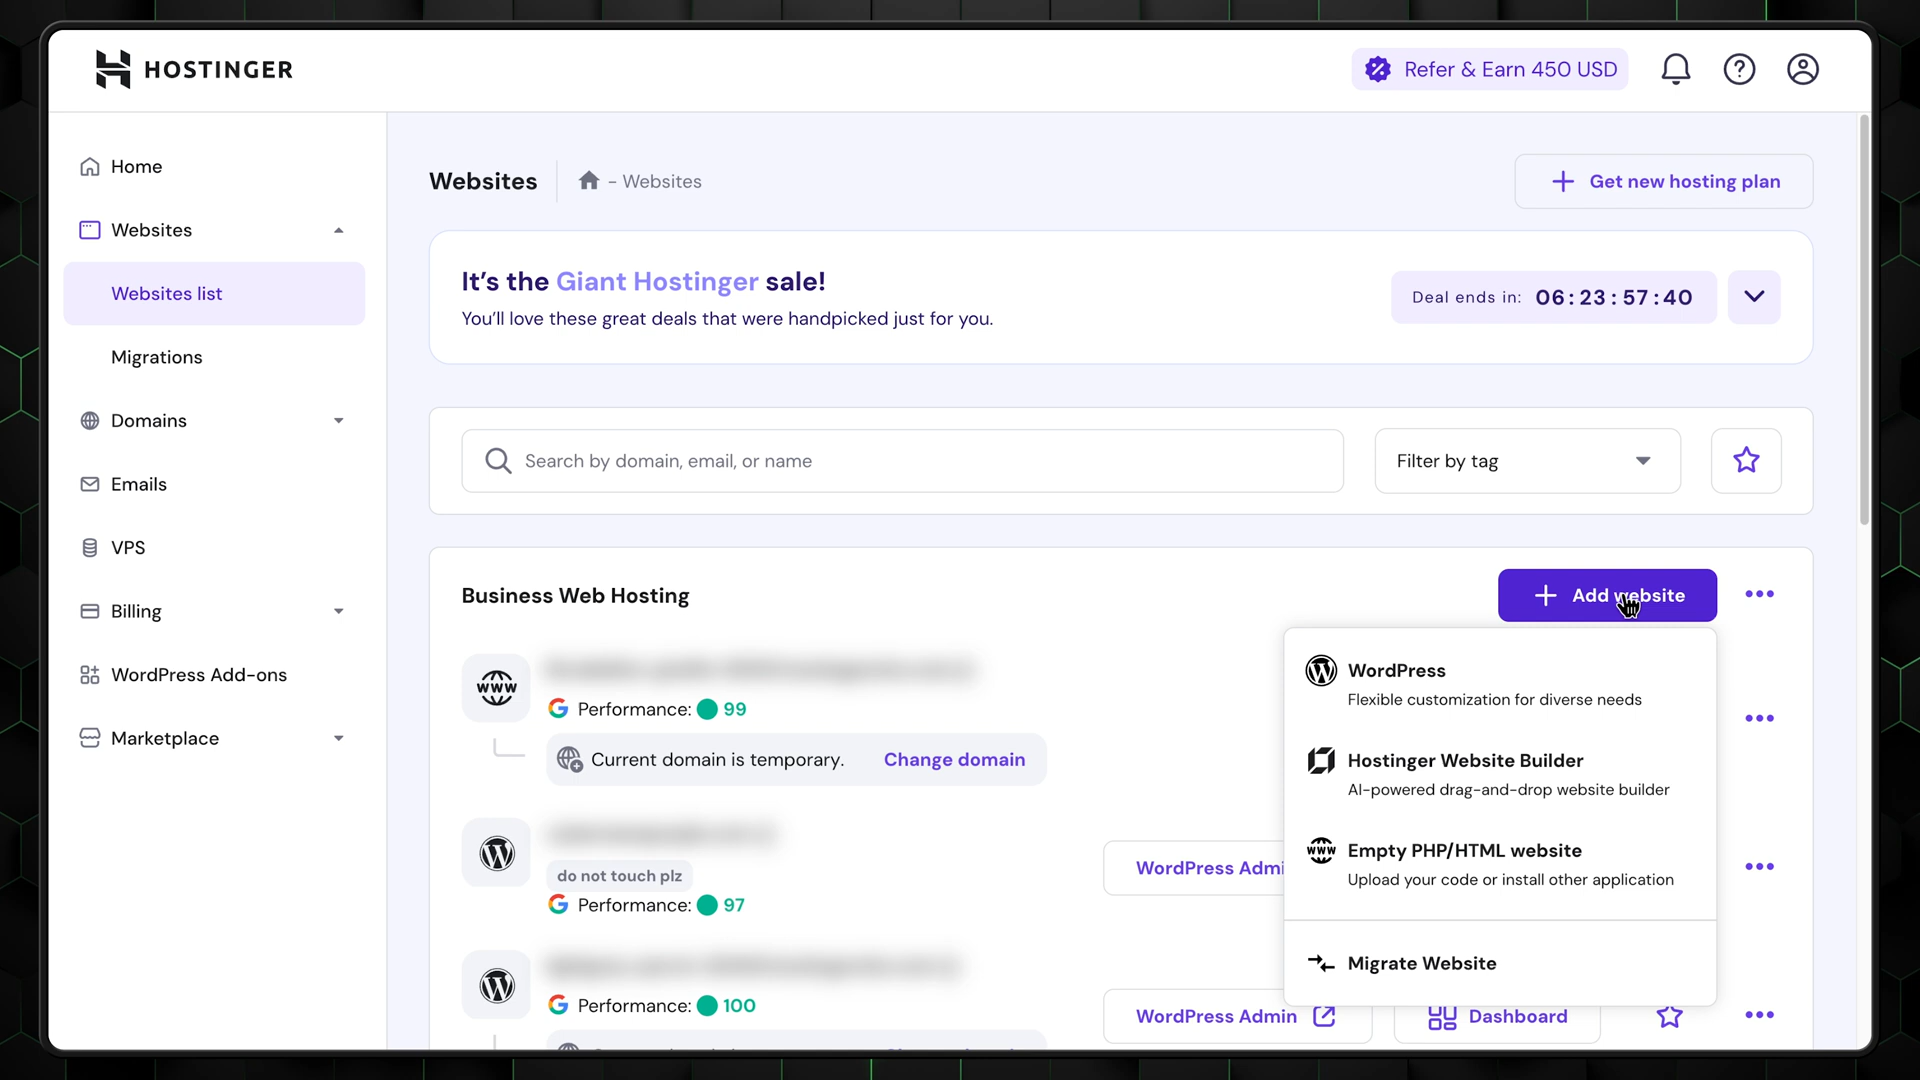 HOSTINGER
Refer & Earn 450 USD
Home
Websites
Websites list
Migrations
Domains
Emails
VPS
Billing
WordPress Add-ons
Marketplace
Websites
- Websites
Get new hosting plan
It's the Giant Hostinger sale!
You'll love these great deals that were handpicked just for you.
Deal ends in: 06:23:57:40
Search by domain, email, or name
Filter by tag
Business Web Hosting
Add website
WordPress
Flexible customization for diverse needs
Hostinger Website Builder
AI-powered drag-and-drop website builder
Empty PHP/HTML website
Upload your code or install other application
Migrate Website
Performance: 99
Current domain is temporary.
Change domain
do not touch plz
Performance: 97
WordPress Admi
Performance: 100
WordPress Admin
Dashboard